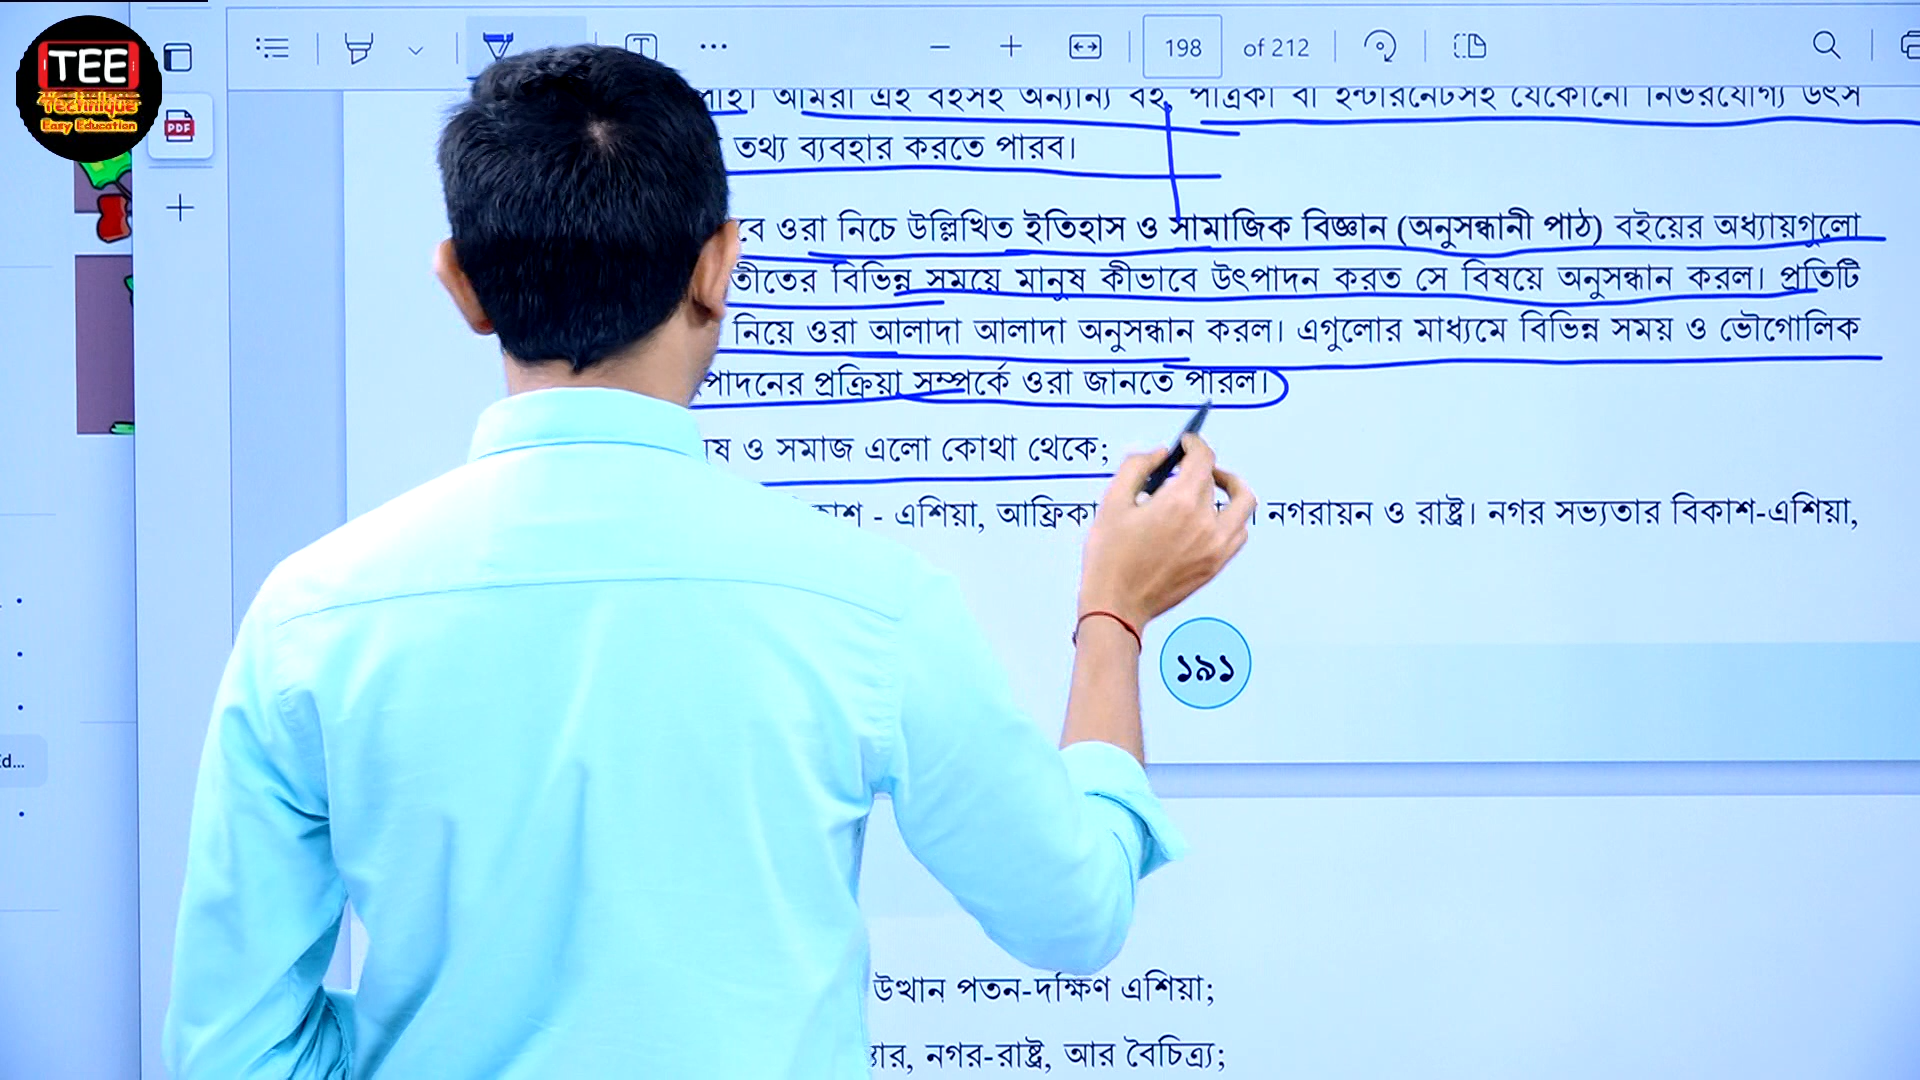 TEE
Technique
Easy Education
PDF
198 of 212
আমরা এই বইসহ অন্যান্য বই, পত্রিকা বা ইন্টারনেটসহ যেকোনো নির্ভরযোগ্য উৎস
তথ্য ব্যবহার করতে পারব।
ওরা নিচে উল্লিখিত ইতিহাস ও সামাজিক বিজ্ঞান (অনুসন্ধানী পাঠ) বইয়ের অধ্যায়গুলো
বিভিন্ন সময়ে মানুষ কীভাবে উৎপাদন করত সে বিষয়ে অনুসন্ধান করল। প্রতিটি
নিয়ে ওরা আলাদা আলাদা অনুসন্ধান করল। এগুলোর মাধ্যমে বিভিন্ন সময় ও ভৌগোলিক
প্রক্রিয়া সম্পর্কে ওরা জানতে পারল।
ও সমাজ এলো কোথা থেকে;
- এশিয়া, আফ্রিকা নগরায়ন ও রাষ্ট্র। নগর সভ্যতার বিকাশ-এশিয়া,
১৯১
Ed...
উত্থান পতন-দক্ষিণ এশিয়া;
নগর-রাষ্ট্র, আর বৈচিত্র্য;